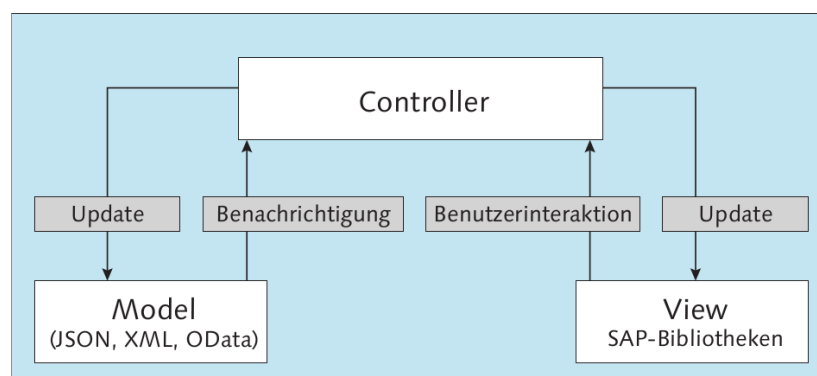 Controller
Update
Benachrichtigung
Benutzerinteraktion
Update
Model
(JSON, XML, OData)
View
SAP-Bibliotheken